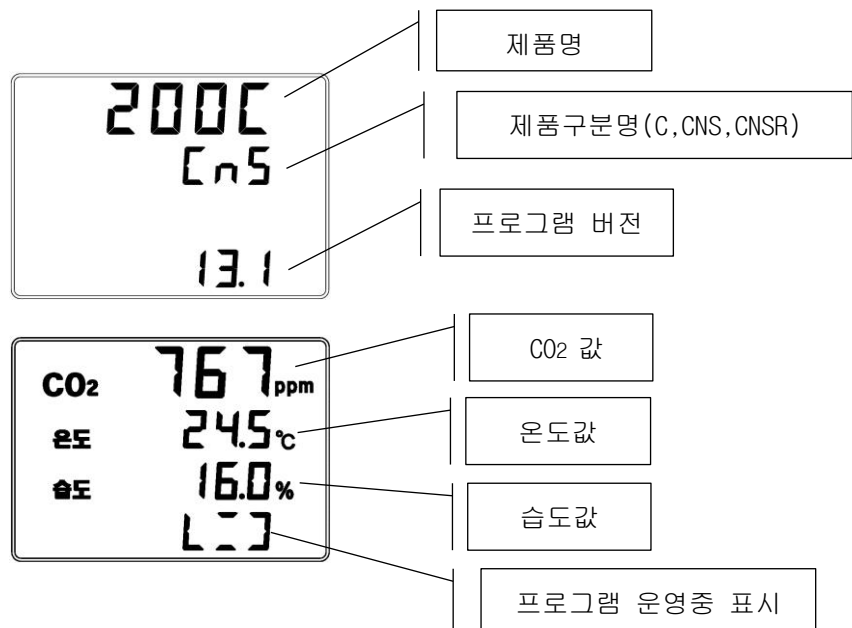 제품명
200C
제품구분명(C,CNS,CNSR)
CnS
프로그램 버전
13.1
CO2 값
CO2 767 ppm
온도값
온도 24.5 ℃
습도값
습도 16.0 %
프로그램 운영중 표시